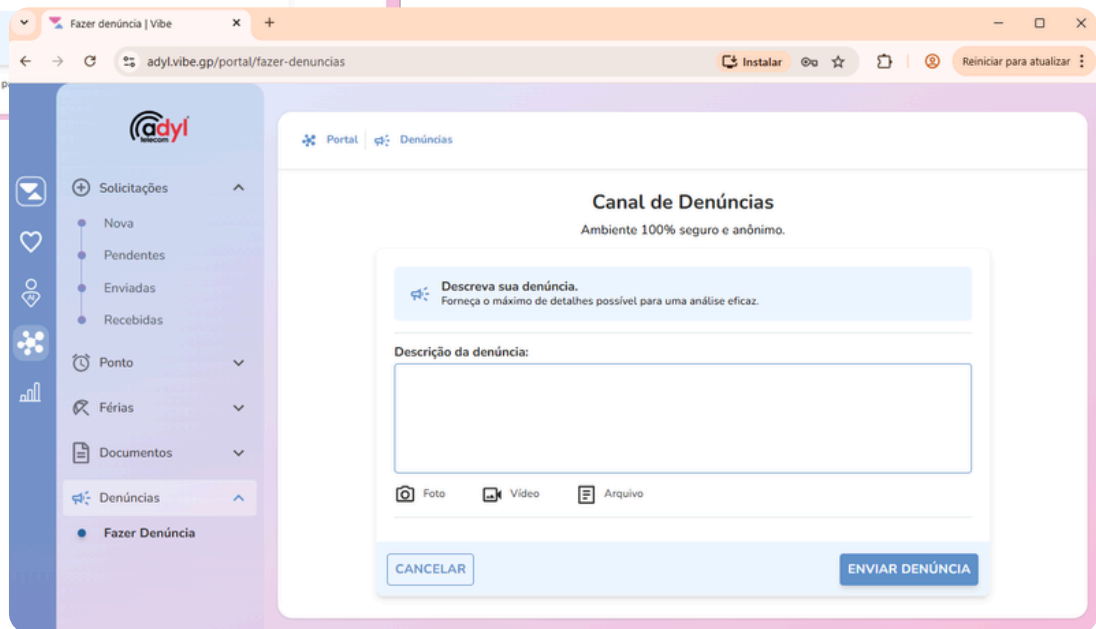 Fazer denúncia | Vibe
adyl.vibe.gp/portal/fazer-denuncias
Instalar
Reiniciar para atualizar
adyl
telecom
Portal
Denúncias
Solicitações
Nova
Pendentes
Enviadas
Recebidas
Ponto
Férias
Documentos
Denúncias
Fazer Denúncia
AI
Canal de Denúncias
Ambiente 100% seguro e anônimo.
Descreva sua denúncia.
Forneça o máximo de detalhes possível para uma análise eficaz.
Descrição da denúncia:
Foto
Vídeo
Arquivo
CANCELAR
ENVIAR DENÚNCIA